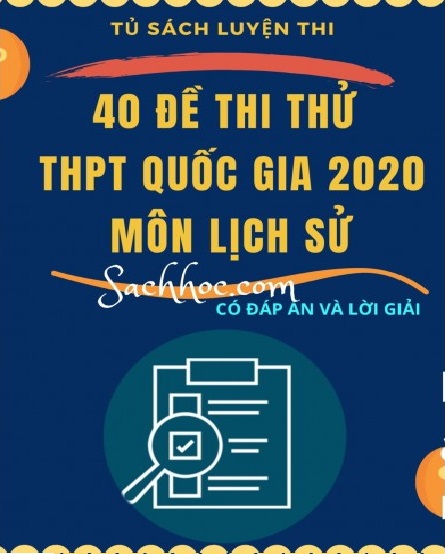 TỦ SÁCH LUYỆN THI
40 ĐỀ THI THỬ
THPT QUỐC GIA 2020
MÔN LỊCH SỬ
Sachhoc.com
CÓ ĐÁP ÁN VÀ LỜI GIẢI